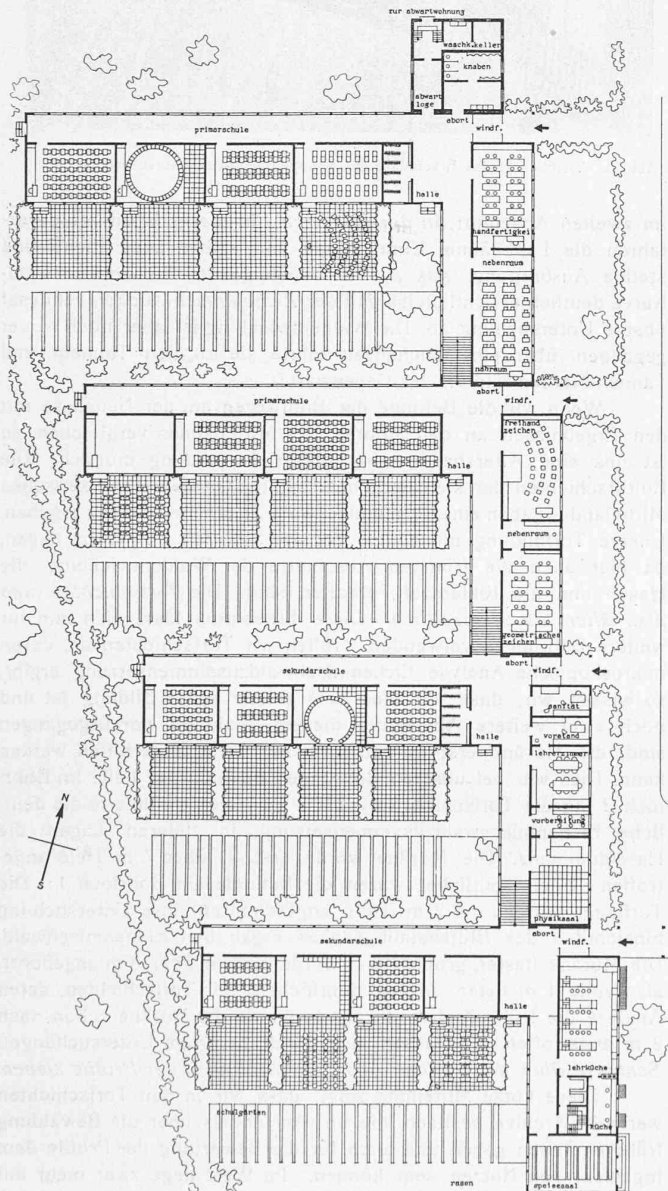 zur abwartwohnung
waschk.keller
knaben
abwart
loge
abort
windf.
primarschule
halle
handfertigkeit
nebenraum
nähraum
abort
windf.
primarschule
halle
freihand
zeichnen
nebenraum
geometrisches
abort
windf.
sekundarschule
halle
sanität
vorstand
lehrerzimmer
vorbereitung
physiksaal
abort
windf.
N
S
sekundarschule
halle
lehrküche
küche
schulgärten
rasen
speisesaal